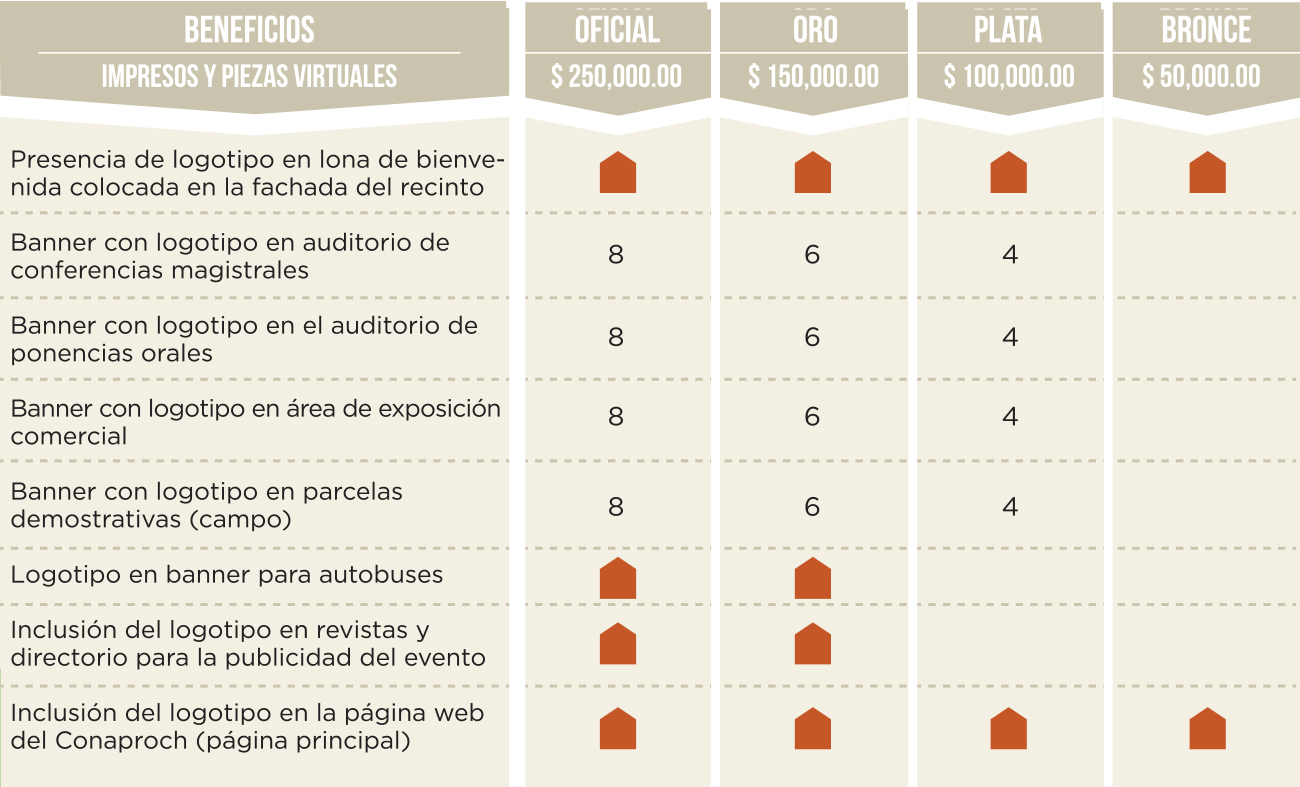 BENEFICIOS OFICIAL ORO PLATA BRONCE
IMPRESOS Y PIEZAS VIRTUALES $ 250,000.00 $ 150,000.00 $ 100,000.00 $ 50,000.00
Presencia de logotipo en lona de bienve-
nida colocada en la fachada del recinto
Banner con logotipo en auditorio de
conferencias magistrales
8 6 4
Banner con logotipo en el auditorio de
ponencias orales
8 6 4
Banner con logotipo en área de exposición
comercial
8 6 4
Banner con logotipo en parcelas
demostrativas (campo)
8 6 4
Logotipo en banner para autobuses
Inclusión del logotipo en revistas y
directorio para la publicidad del evento
Inclusión del logotipo en la página web
del Conaproch (página principal)